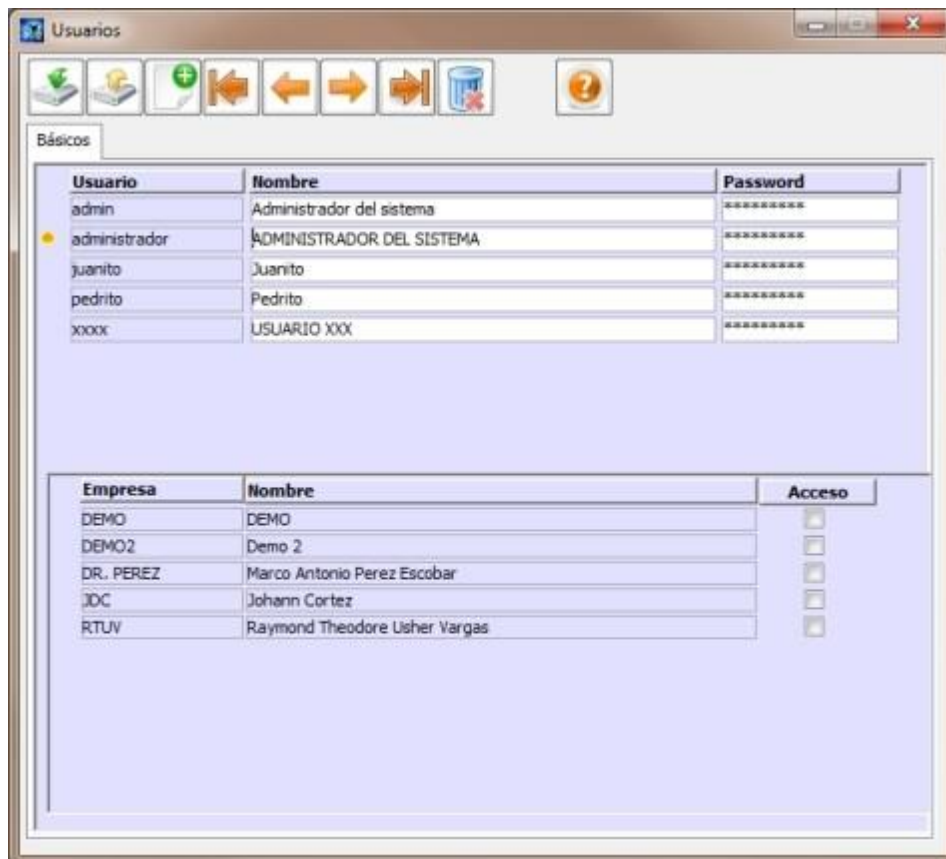 Usuarios
Básicos
Usuario Nombre Password
admin Administrador del sistema *********
administrador ADMINISTRADOR DEL SISTEMA *********
juanito Juanito *********
pedrito Pedrito *********
xxxx USUARIO XXX *********
Empresa Nombre Acceso
DEMO DEMO
DEMO2 Demo 2
DR. PEREZ Marco Antonio Perez Escobar
JDC Johann Cortez
RTUV Raymond Theodore Usher Vargas